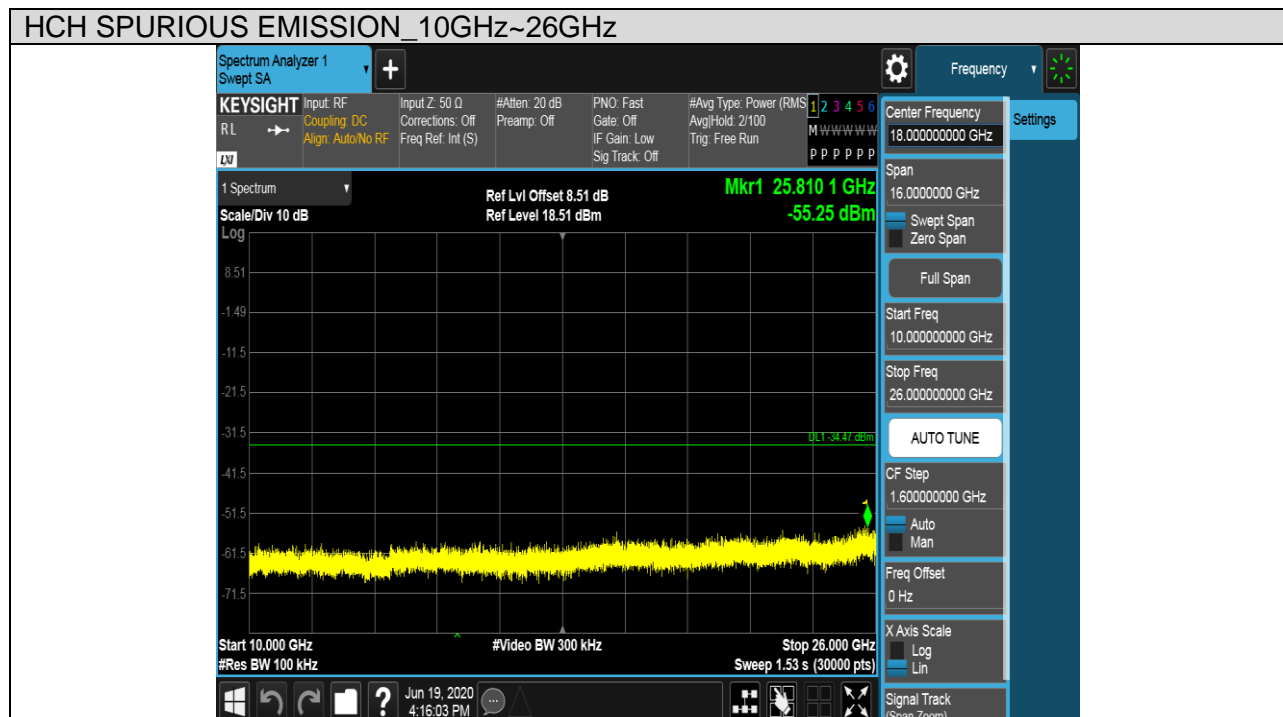 HCH SPURIOUS EMISSION_10GHz~26GHz
Spectrum Analyzer 1
Swept SA
Frequency
KEYSIGHT
RL
LXI
Input: RF
Coupling: DC
Align: Auto/No RF
Input Z: 50 Ω
Corrections: Off
Freq Ref: Int (S)
#Atten: 20 dB
Preamp: Off
PNO: Fast
Gate: Off
IF Gain: Low
Sig Track: Off
#Avg Type: Power (RMS
Avg|Hold: 2/100
Trig: Free Run
1 2 3 4 5 6
M W W W W W
P P P P P P
1 Spectrum
Scale/Div 10 dB
Ref Lvl Offset 8.51 dB
Ref Level 18.51 dBm
Mkr1 25.810 1 GHz
-55.25 dBm
Log
8.51
-1.49
-11.5
-21.5
-31.5
-41.5
-51.5
-61.5
-71.5
DL1 -34.47 dBm
1
Start 10.000 GHz
#Res BW 100 kHz
#Video BW 300 kHz
Stop 26.000 GHz
Sweep 1.53 s (30000 pts)
?
Jun 19, 2020
4:16:03 PM
Center Frequency
18.000000000 GHz
Settings
Span
16.0000000 GHz
Swept Span
Zero Span
Full Span
Start Freq
10.000000000 GHz
Stop Freq
26.000000000 GHz
AUTO TUNE
CF Step
1.600000000 GHz
Auto
Man
Freq Offset
0 Hz
X Axis Scale
Log
Lin
Signal Track
(Span Zoom)